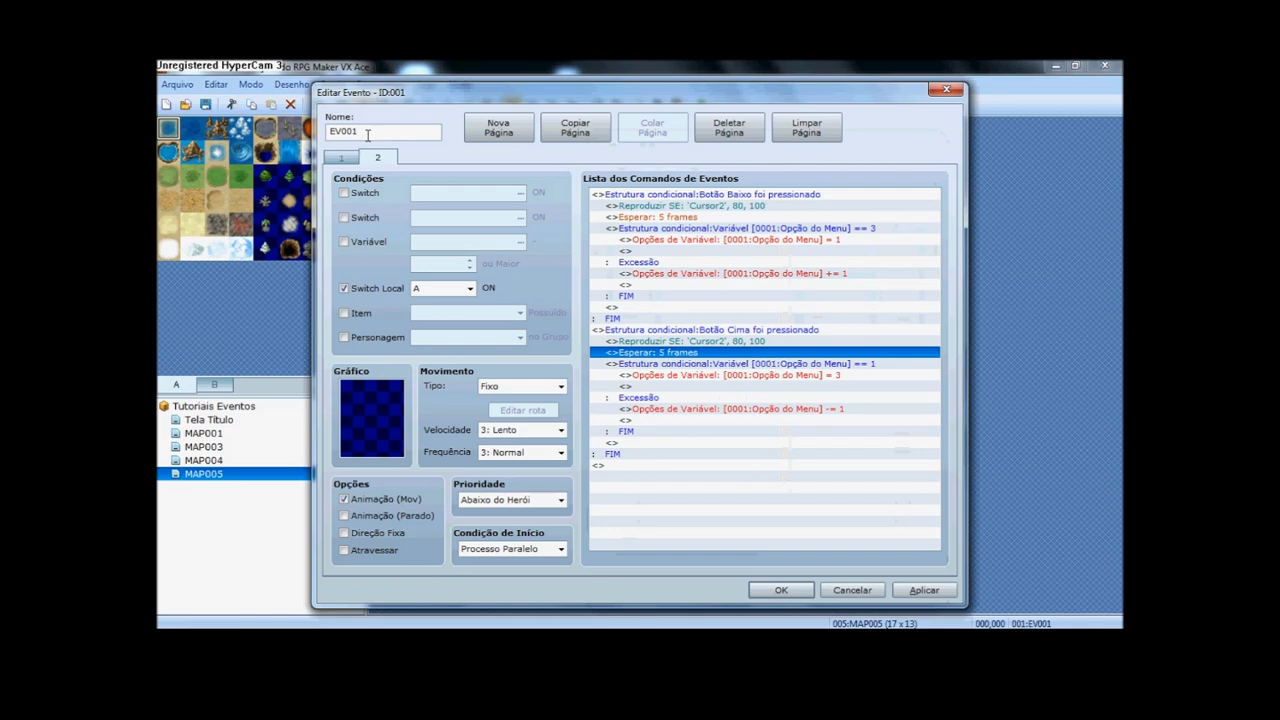 Unregistered HyperCam 3
do RPG Maker VX Ace
Arquivo Editar Modo Desenho
Editar Evento - ID:001
Nome:
EV001
Nova Página
Copiar Página
Colar Página
Deletar Página
Limpar Página
1 2
Condições
Switch ... ON
Switch ... ON
Variável ... -
ou Maior
Switch Local A ON
Item Possuído
Personagem no Grupo
Gráfico
Movimento
Tipo: Fixo
Editar rota
Velocidade 3: Lento
Frequência 3: Normal
Opções
Animação (Mov)
Animação (Parado)
Direção Fixa
Atravessar
Prioridade
Abaixo do Herói
Condição de Início
Processo Paralelo
Lista dos Comandos de Eventos
<>Estrutura condicional:Botão Baixo foi pressionado
<>Reproduzir SE: 'Cursor2', 80, 100
<>Esperar: 5 frames
<>Estrutura condicional:Variável [0001:Opção do Menu] == 3
<>Opções de Variável: [0001:Opção do Menu] = 1
<>
: Excessão
<>Opções de Variável: [0001:Opção do Menu] += 1
<>
: FIM
<>
: FIM
<>Estrutura condicional:Botão Cima foi pressionado
<>Reproduzir SE: 'Cursor2', 80, 100
<>Esperar: 5 frames
<>Estrutura condicional:Variável [0001:Opção do Menu] == 1
<>Opções de Variável: [0001:Opção do Menu] = 3
<>
: Excessão
<>Opções de Variável: [0001:Opção do Menu] -= 1
<>
: FIM
<>
: FIM
<>
OK Cancelar Aplicar
A B
Tutoriais Eventos
Tela Título
MAP001
MAP003
MAP004
MAP005
005:MAP005 (17 x 13) 000,000 001:EV001